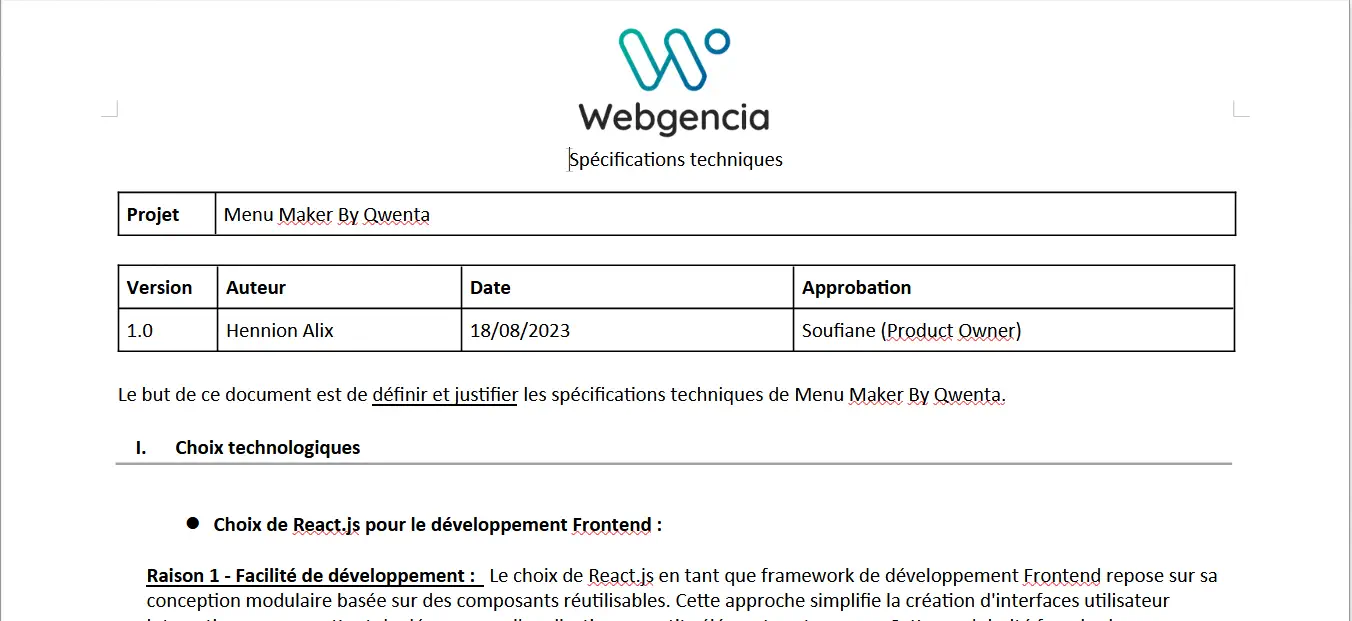 Webgencia
Spécifications techniques
Projet Menu Maker By Qwenta
Version Auteur Date Approbation
1.0 Hennion Alix 18/08/2023 Soufiane (Product Owner)
Le but de ce document est de définir et justifier les spécifications techniques de Menu Maker By Qwenta.
I. Choix technologiques
● Choix de React.js pour le développement Frontend :
Raison 1 - Facilité de développement : Le choix de React.js en tant que framework de développement Frontend repose sur sa
conception modulaire basée sur des composants réutilisables. Cette approche simplifie la création d'interfaces utilisateur